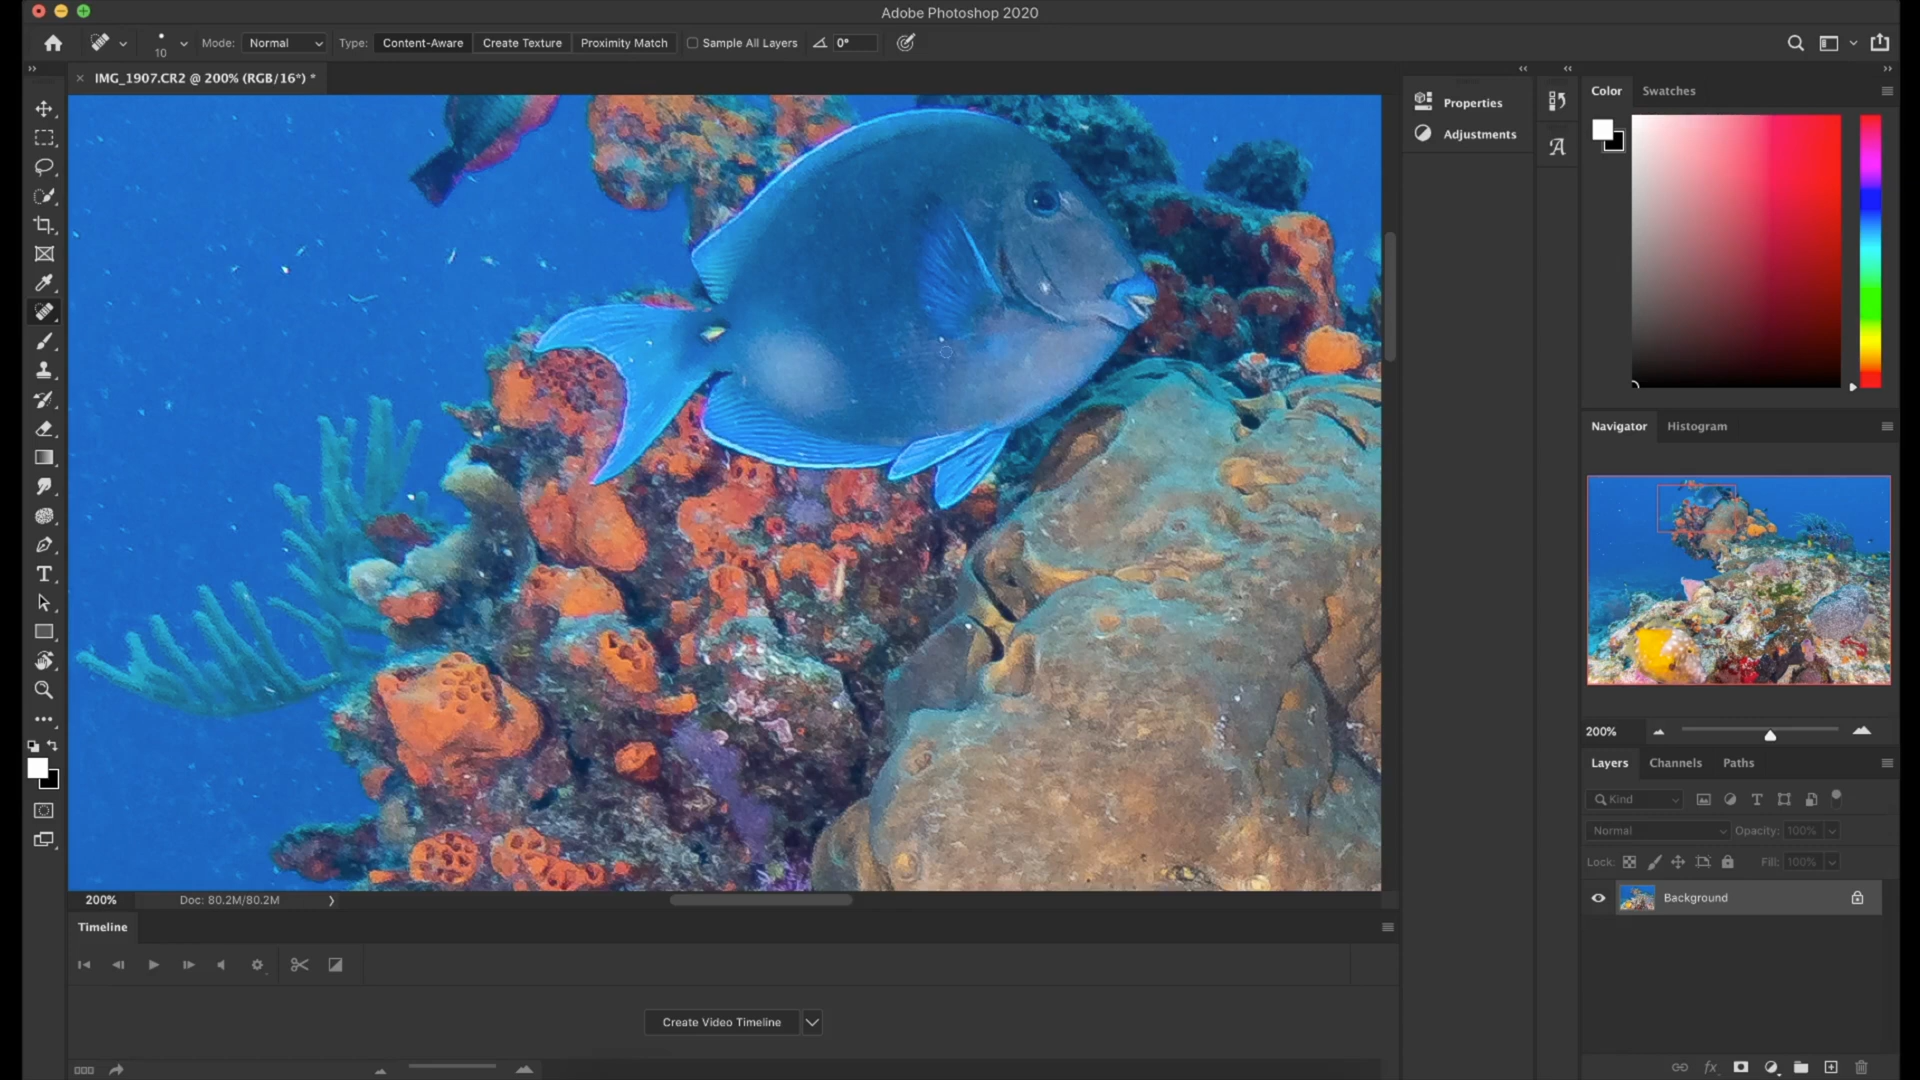 Adobe Photoshop 2020
10 Mode: Normal Type: Content-Aware Create Texture Proximity Match Sample All Layers 0°
IMG_1907.CR2 @ 200% (RGB/16*) *
Properties
Adjustments
Color Swatches
Navigator Histogram
200%
Layers Channels Paths
Kind
Normal Opacity: 100%
Lock: Fill: 100%
Background
fx
200% Doc: 80.2M/80.2M
Timeline
Create Video Timeline